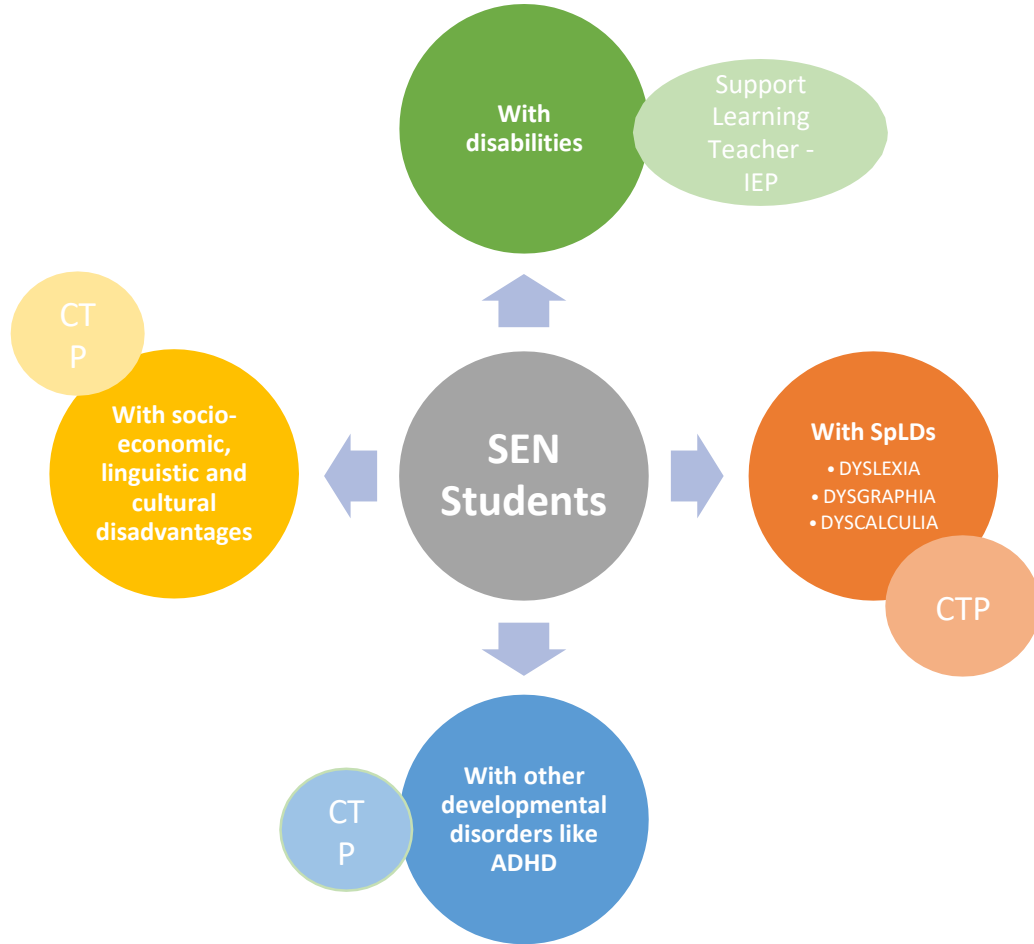 With
disabilities
Support
Learning
Teacher -
IEP
CT
P
With socio-
economic,
linguistic and
cultural
disadvantages
SEN
Students
With SpLDs
• DYSLEXIA
• DYSGRAPHIA
• DYSCALCULIA
CTP
With other
developmental
disorders like
ADHD
CT
P